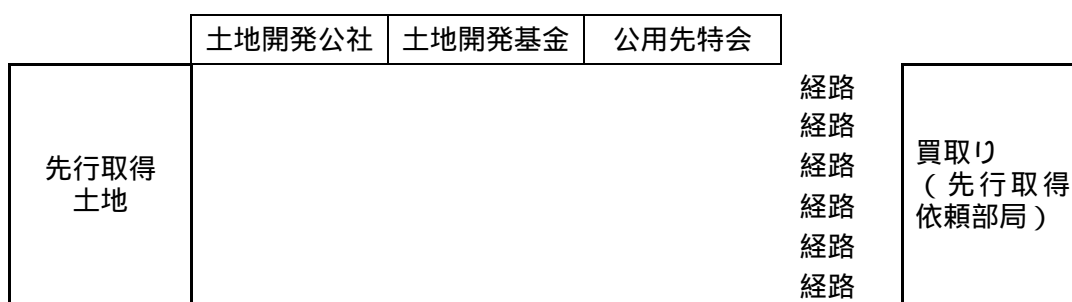 土地開発公社 土地開発基金 公用先特会
先行取得
土地
経路
経路
経路
経路
経路
経路
買取り
（先行取得
依頼部局）